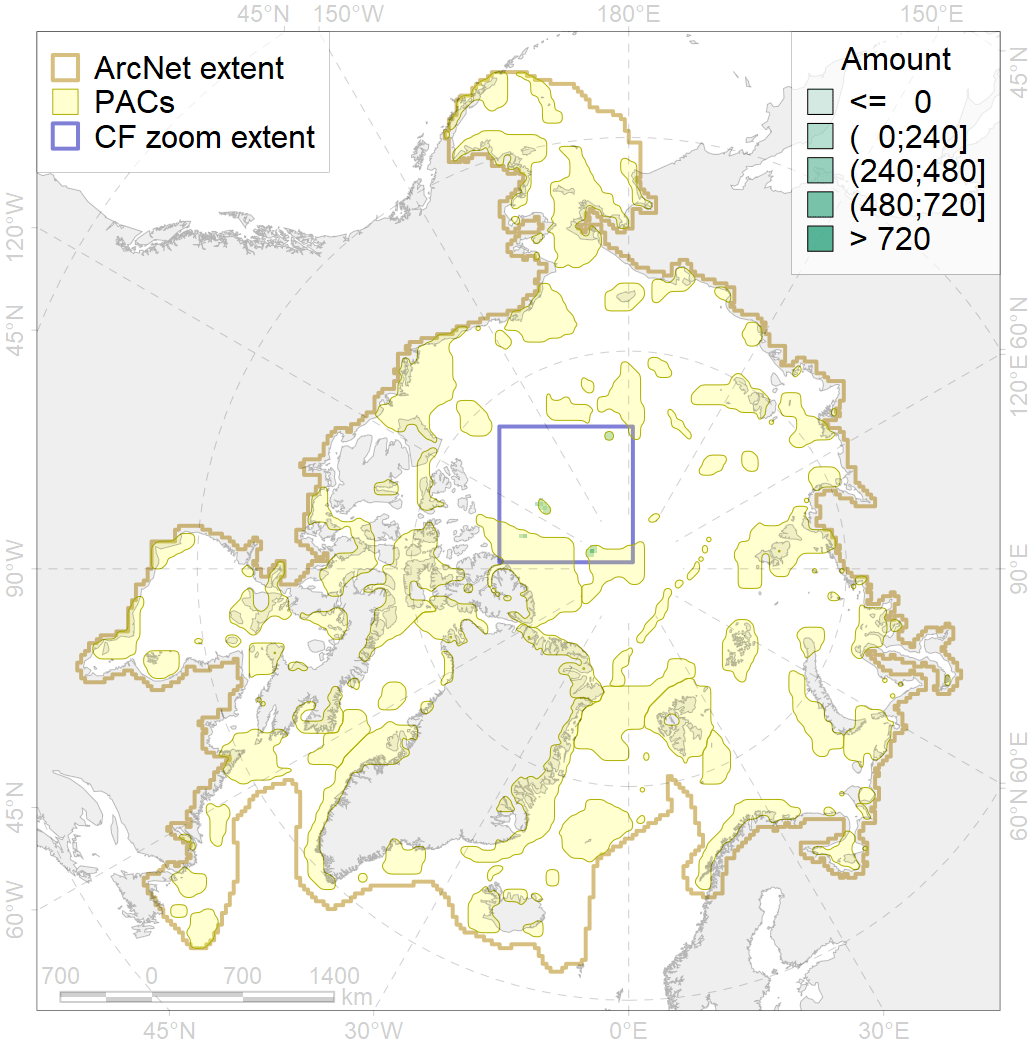 45°N 150°W 180°E 150°E
ArcNet extent
PACs
CF zoom extent
Amount
<= 0
( 0;240]
(240;480]
(480;720]
> 720
45°N
120°W
45°N
90°W
45°N
60°W
60°N
120°E
90°E
60°E
60°N
700 0 700 1400
km
45°N 30°W 0°E 30°E